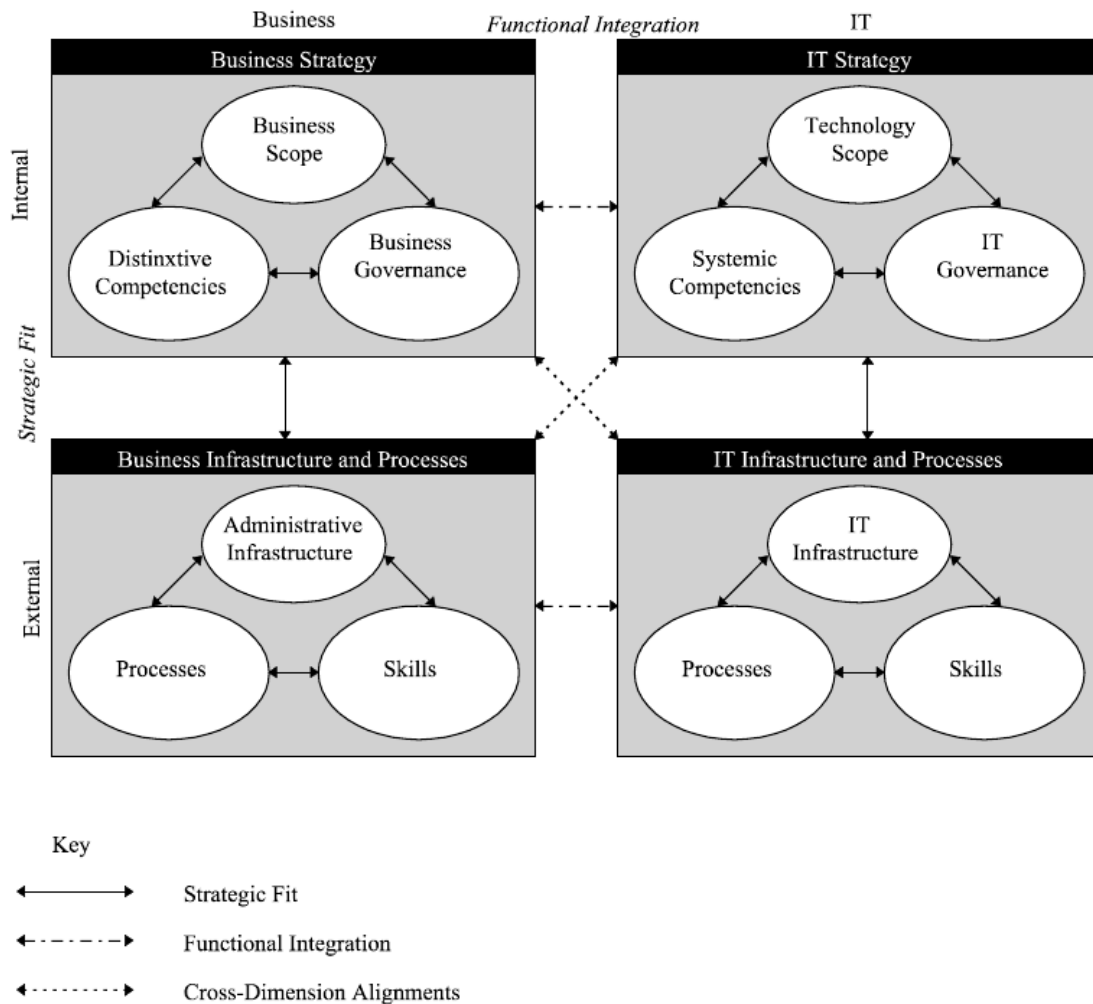 Business
Functional Integration
IT
Business Strategy
IT Strategy
Internal
Business
Scope
Distinxtive
Competencies
Business
Governance
Technology
Scope
Systemic
Competencies
IT
Governance
Strategic Fit
Business Infrastructure and Processes
IT Infrastructure and Processes
External
Administrative
Infrastructure
Processes
Skills
IT
Infrastructure
Processes
Skills
Key
Strategic Fit
Functional Integration
Cross-Dimension Alignments